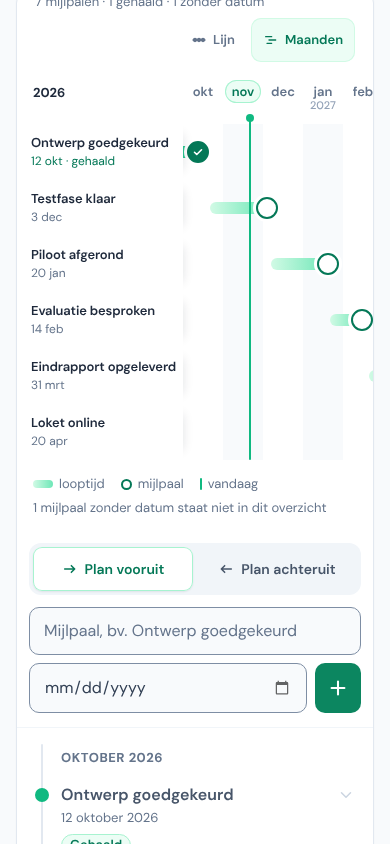 7 mijlpalen · 1 gehaald · 1 zonder datum
Lijn
Maanden
2026
okt
nov
dec
jan
feb
2027
Ontwerp goedgekeurd
12 okt · gehaald
Testfase klaar
3 dec
Piloot afgerond
20 jan
Evaluatie besproken
14 feb
Eindrapport opgeleverd
31 mrt
Loket online
20 apr
looptijd
mijlpaal
vandaag
1 mijlpaal zonder datum staat niet in dit overzicht
Plan vooruit
Plan achteruit
Mijlpaal, bv. Ontwerp goedgekeurd
mm/dd/yyyy
OKTOBER 2026
Ontwerp goedgekeurd
12 oktober 2026
Gehaald